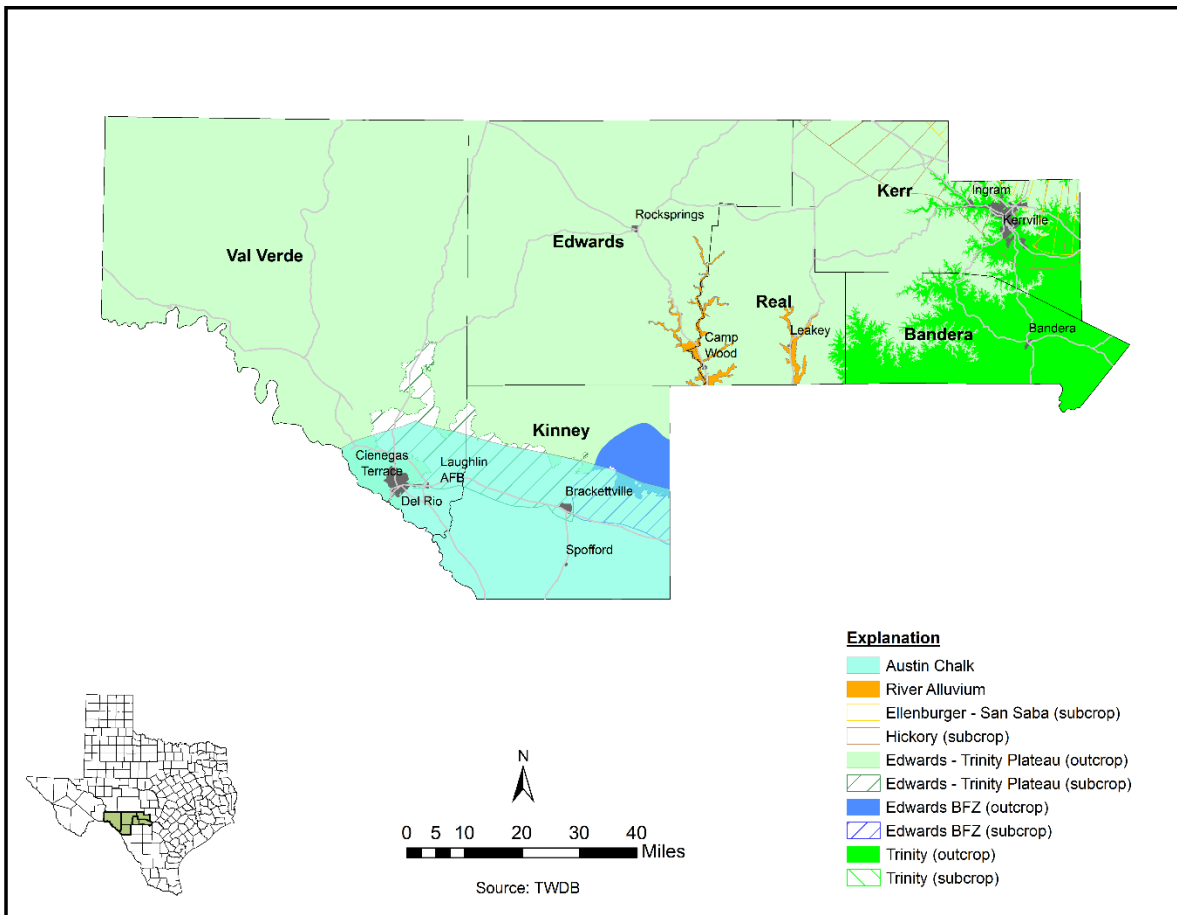 Kerr
Ingram
Kerrville
Rocksprings
Edwards
Val Verde
Real
Leakey
Camp
Wood
Bandera
Bandera
Kinney
Cienegas
Terrace
Laughlin
AFB
Del Rio
Brackettville
Spofford
Explanation
Austin Chalk
River Alluvium
Ellenburger - San Saba (subcrop)
Hickory (subcrop)
Edwards - Trinity Plateau (outcrop)
Edwards - Trinity Plateau (subcrop)
Edwards BFZ (outcrop)
Edwards BFZ (subcrop)
Trinity (outcrop)
Trinity (subcrop)
N
0 5 10 20 30 40
Miles
Source: TWDB